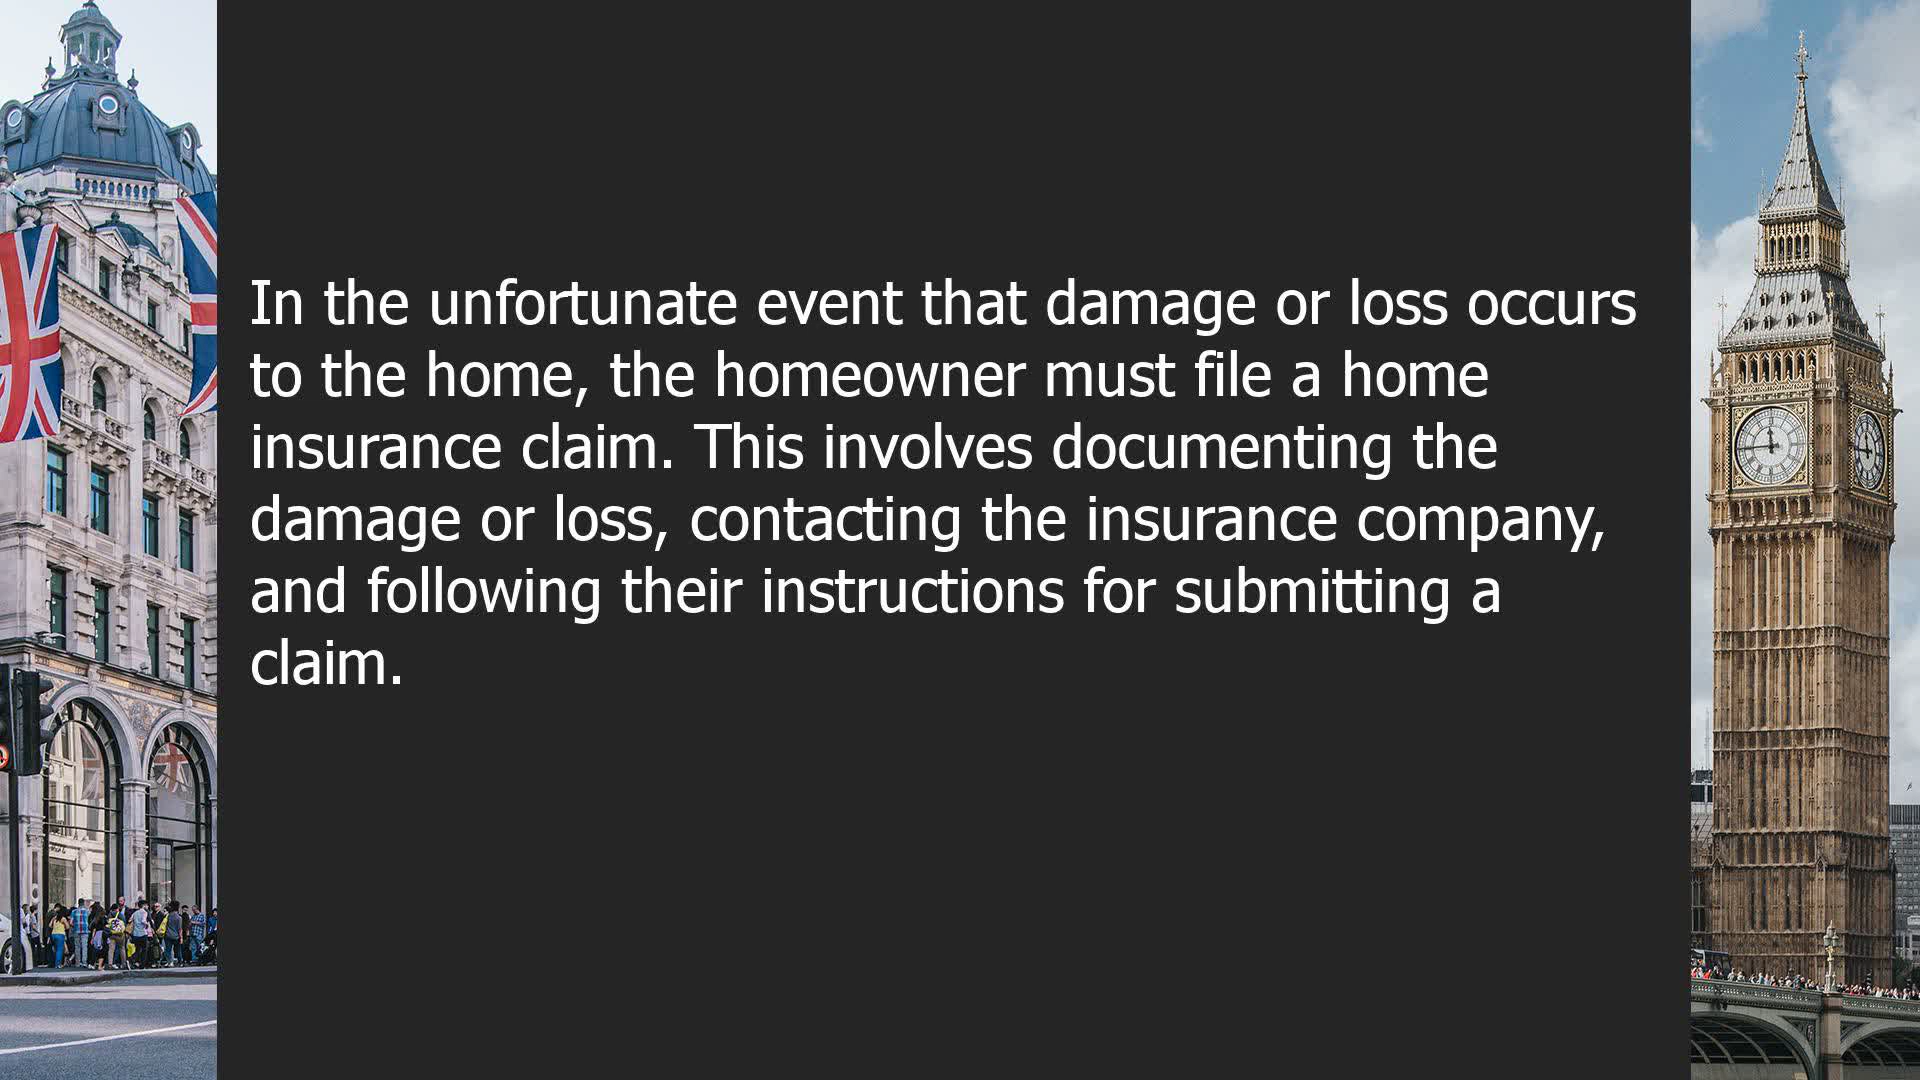 In the unfortunate event that damage or loss occurs
to the home, the homeowner must file a home
insurance claim. This involves documenting the
damage or loss, contacting the insurance company,
and following their instructions for submitting a
claim.